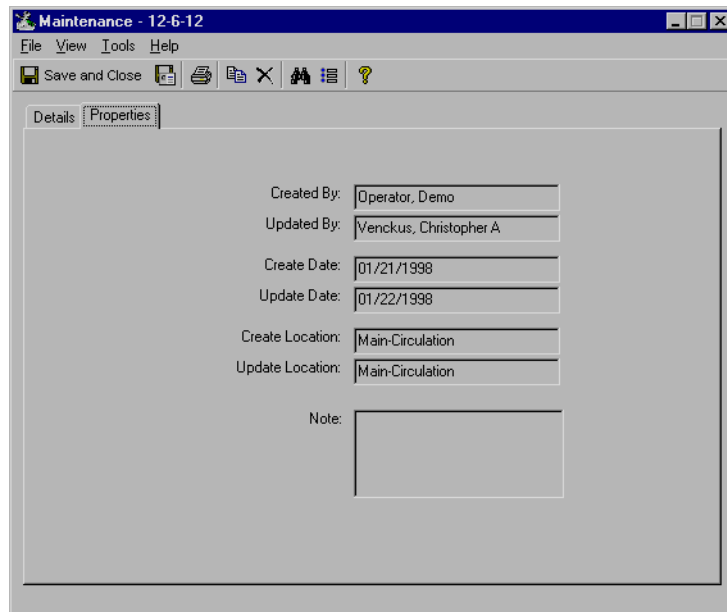 Maintenance - 12-6-12
File View Tools Help
Save and Close
Details Properties
Created By: Operator, Demo
Updated By: Venckus, Christopher A
Create Date: 01/21/1998
Update Date: 01/22/1998
Create Location: Main-Circulation
Update Location: Main-Circulation
Note: